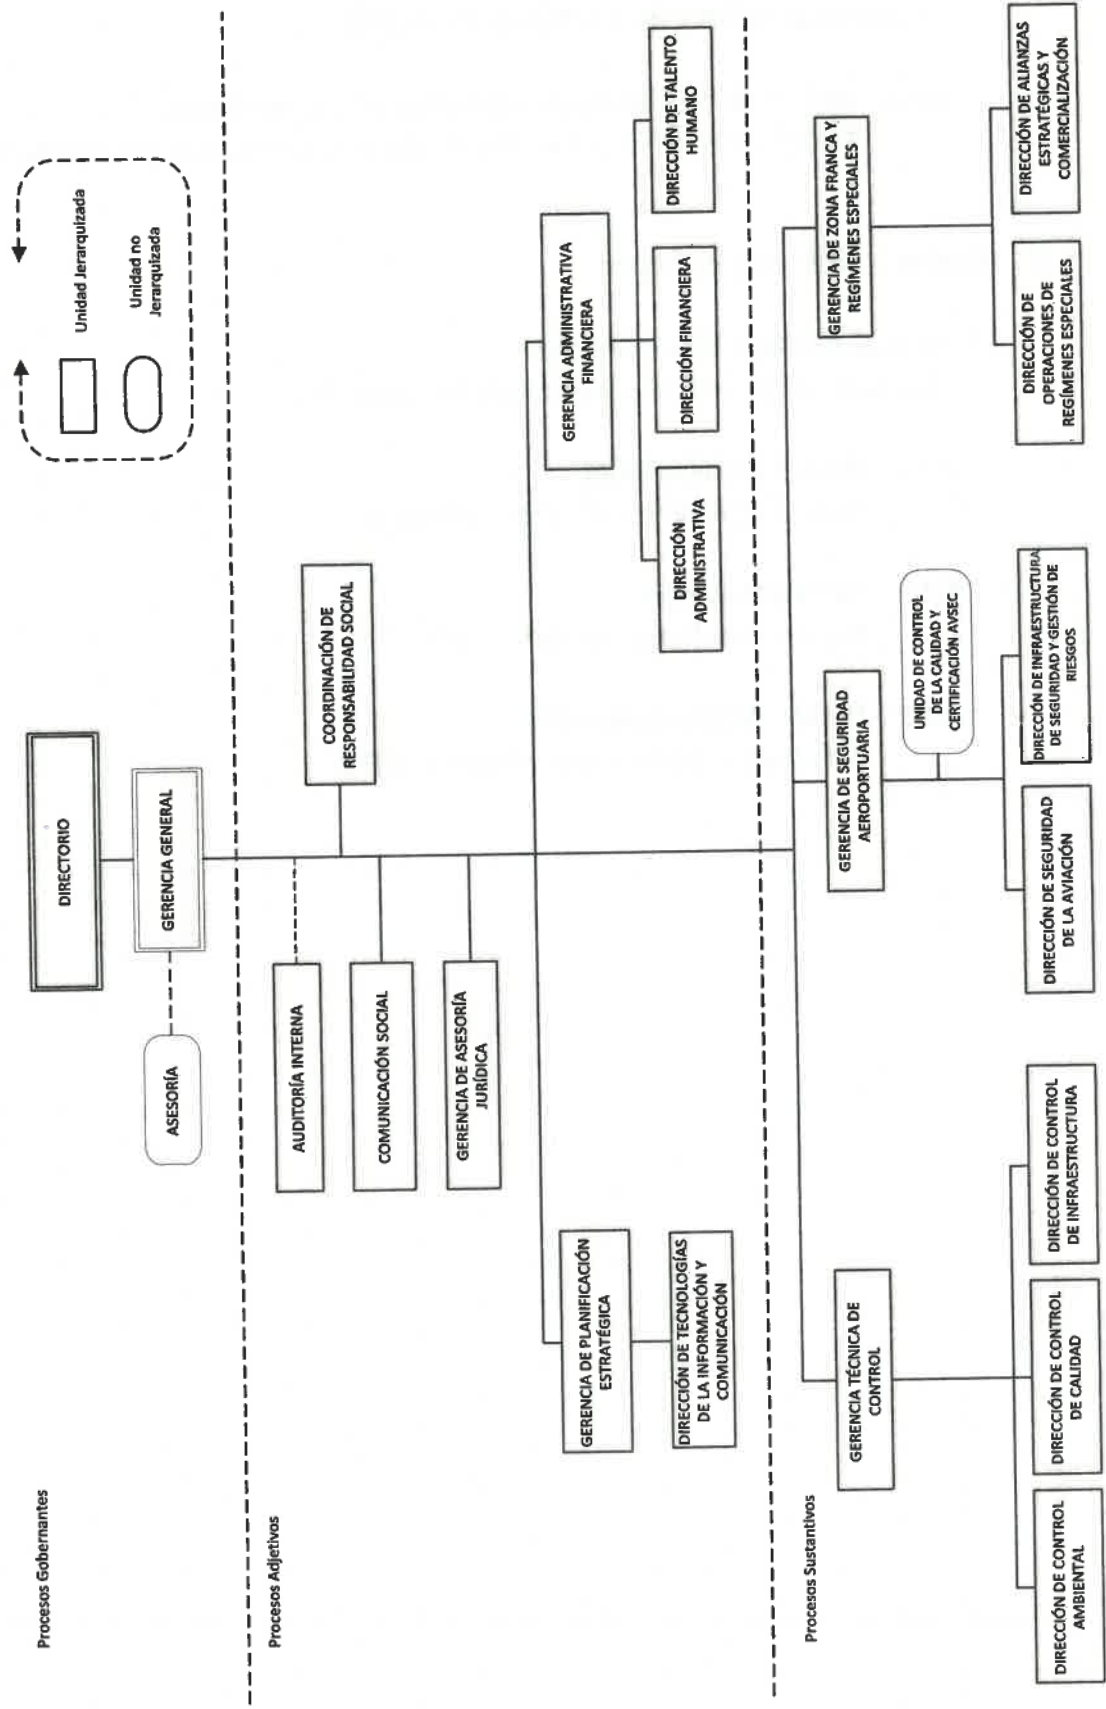 Procesos Gobernantes
DIRECTORIO
GERENCIA GENERAL
ASESORÍA
Unidad Jerarquizada
Unidad no
Jerarquizada
Procesos Adjetivos
AUDITORÍA INTERNA
COORDINACIÓN DE
RESPONSABILIDAD SOCIAL
COMUNICACIÓN SOCIAL
GERENCIA DE ASESORÍA
JURÍDICA
GERENCIA DE PLANIFICACIÓN
ESTRATÉGICA
DIRECCIÓN DE TECNOLOGÍAS
DE LA INFORMACIÓN Y
COMUNICACIÓN
GERENCIA ADMINISTRATIVA
FINANCIERA
DIRECCIÓN
ADMINISTRATIVA
DIRECCIÓN FINANCIERA
DIRECCIÓN DE TALENTO
HUMANO
Procesos Sustantivos
GERENCIA TÉCNICA DE
CONTROL
DIRECCIÓN DE CONTROL
AMBIENTAL
DIRECCIÓN DE CONTROL
DE CALIDAD
DIRECCIÓN DE CONTROL
DE INFRAESTRUCTURA
GERENCIA DE SEGURIDAD
AEROPORTUARIA
UNIDAD DE CONTROL
DE LA CALIDAD Y
CERTIFICACIÓN AVSEC
DIRECCIÓN DE SEGURIDAD
DE LA AVIACIÓN
DIRECCIÓN DE INFRAESTRUCTURA
DE SEGURIDAD Y GESTIÓN DE
RIESGOS
GERENCIA DE ZONA FRANCA Y
REGÍMENES ESPECIALES
DIRECCIÓN DE
OPERACIONES DE
REGÍMENES ESPECIALES
DIRECCIÓN DE ALIANZAS
ESTRATÉGICAS Y
COMERCIALIZACIÓN